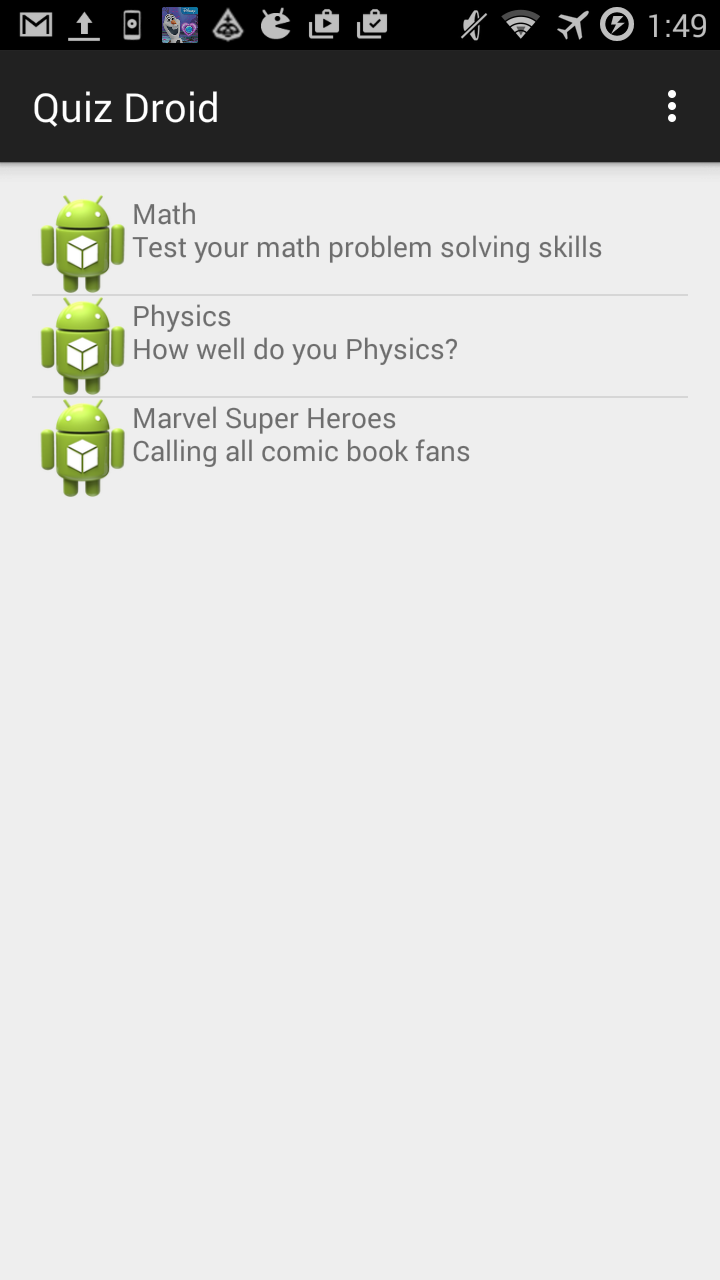 1:49
Quiz Droid
Math
Test your math problem solving skills
Physics
How well do you Physics?
Marvel Super Heroes
Calling all comic book fans